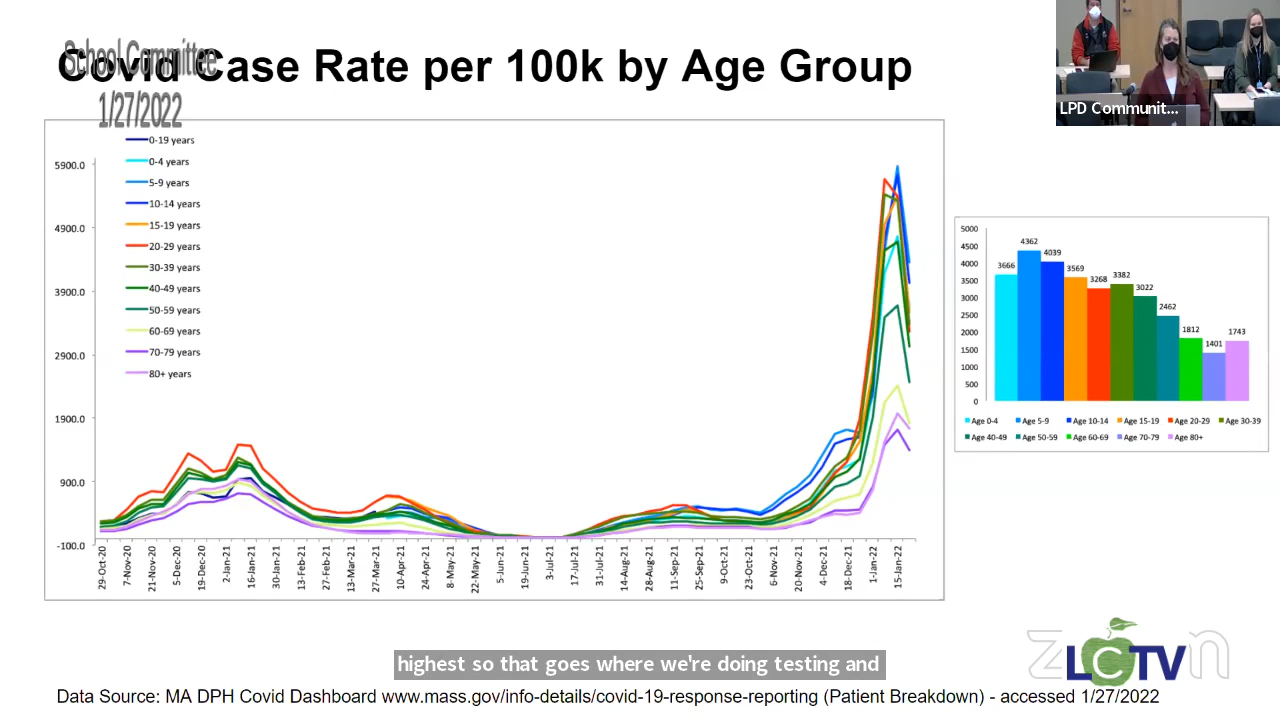 School Committee
1/27/2022
Covid Case Rate per 100k by Age Group
LPD Communit...
0-19 years
0-4 years
5-9 years
10-14 years
15-19 years
20-29 years
30-39 years
40-49 years
50-59 years
60-69 years
70-79 years
80+ years
5900.0
4900.0
3900.0
2900.0
1900.0
900.0
-100.0
29-Oct-20
7-Nov-20
21-Nov-20
5-Dec-20
19-Dec-20
2-Jan-21
16-Jan-21
30-Jan-21
13-Feb-21
27-Feb-21
13-Mar-21
27-Mar-21
10-Apr-21
24-Apr-21
8-May-21
22-May-21
5-Jun-21
19-Jun-21
3-Jul-21
17-Jul-21
31-Jul-21
14-Aug-21
28-Aug-21
11-Sep-21
25-Sep-21
9-Oct-21
23-Oct-21
6-Nov-21
20-Nov-21
4-Dec-21
18-Dec-21
1-Jan-22
15-Jan-22
5000
4500
4000
3500
3000
2500
2000
1500
1000
500
0
3666
4362
4039
3569
3268
3382
3022
2462
1812
1401
1743
Age 0-4 Age 5-9 Age 10-14 Age 15-19 Age 20-29 Age 30-39
Age 40-49 Age 50-59 Age 60-69 Age 70-79 Age 80+
highest so that goes where we're doing testing and
zoom
LCTV
Data Source: MA DPH Covid Dashboard www.mass.gov/info-details/covid-19-response-reporting (Patient Breakdown) - accessed 1/27/2022